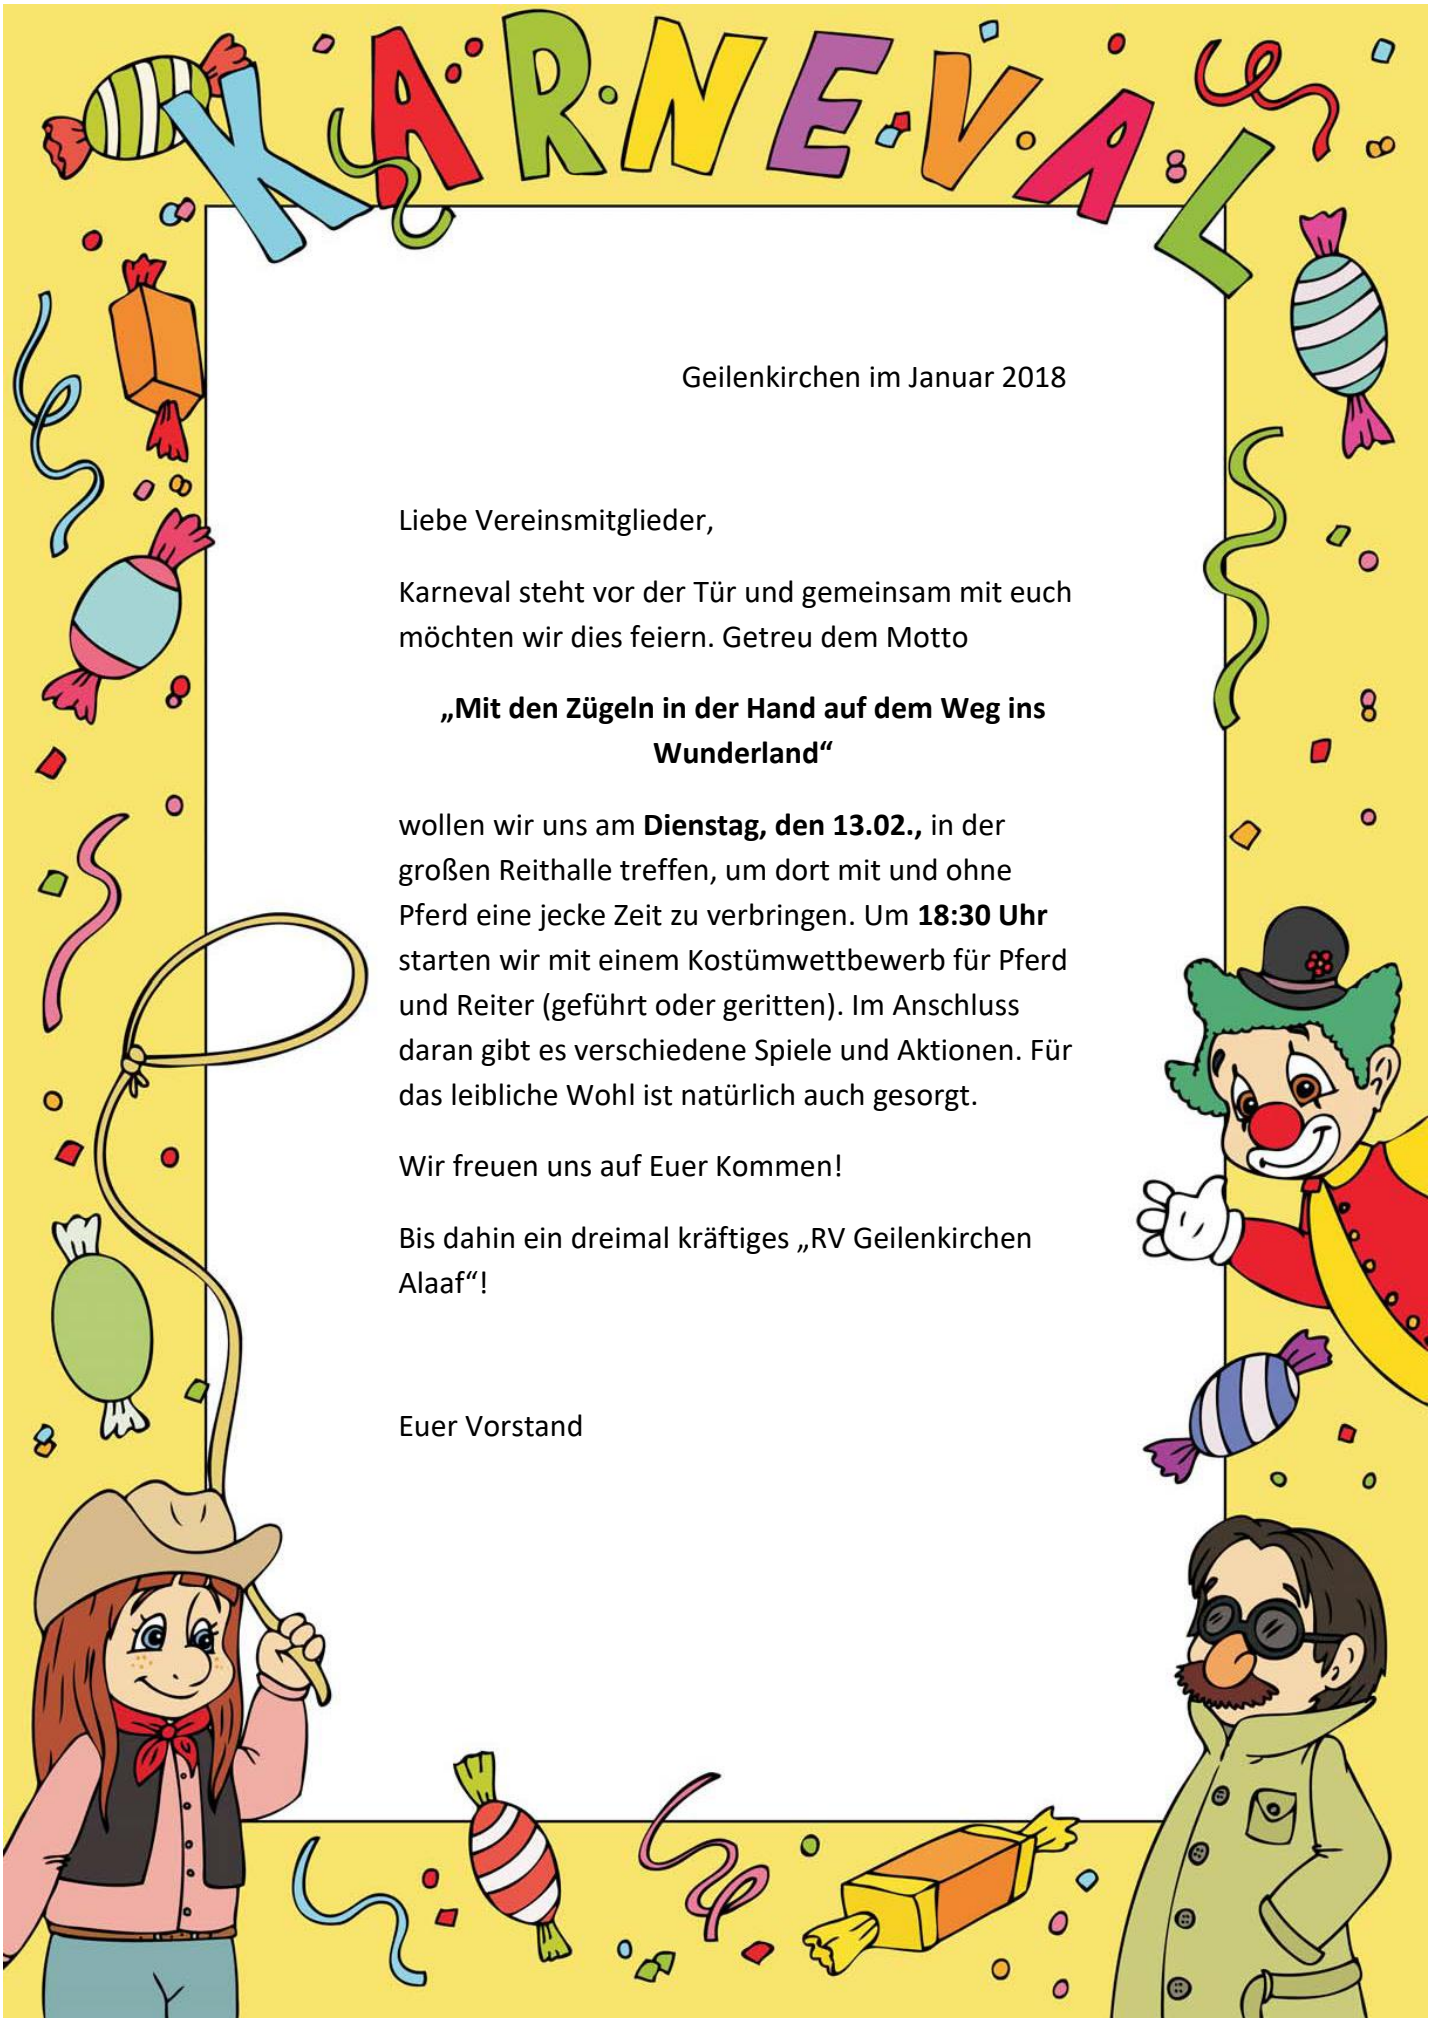 KARNEVAL
Geilenkirchen im Januar 2018
Liebe Vereinsmitglieder,
Karneval steht vor der Tür und gemeinsam mit euch
möchten wir dies feiern. Getreu dem Motto
„Mit den Zügeln in der Hand auf dem Weg ins
Wunderland“
wollen wir uns am Dienstag, den 13.02., in der
großen Reithalle treffen, um dort mit und ohne
Pferd eine jecke Zeit zu verbringen. Um 18:30 Uhr
starten wir mit einem Kostümwettbewerb für Pferd
und Reiter (geführt oder geritten). Im Anschluss
daran gibt es verschiedene Spiele und Aktionen. Für
das leibliche Wohl ist natürlich auch gesorgt.
Wir freuen uns auf Euer Kommen!
Bis dahin ein dreimal kräftiges „RV Geilenkirchen
Alaaf“!
Euer Vorstand